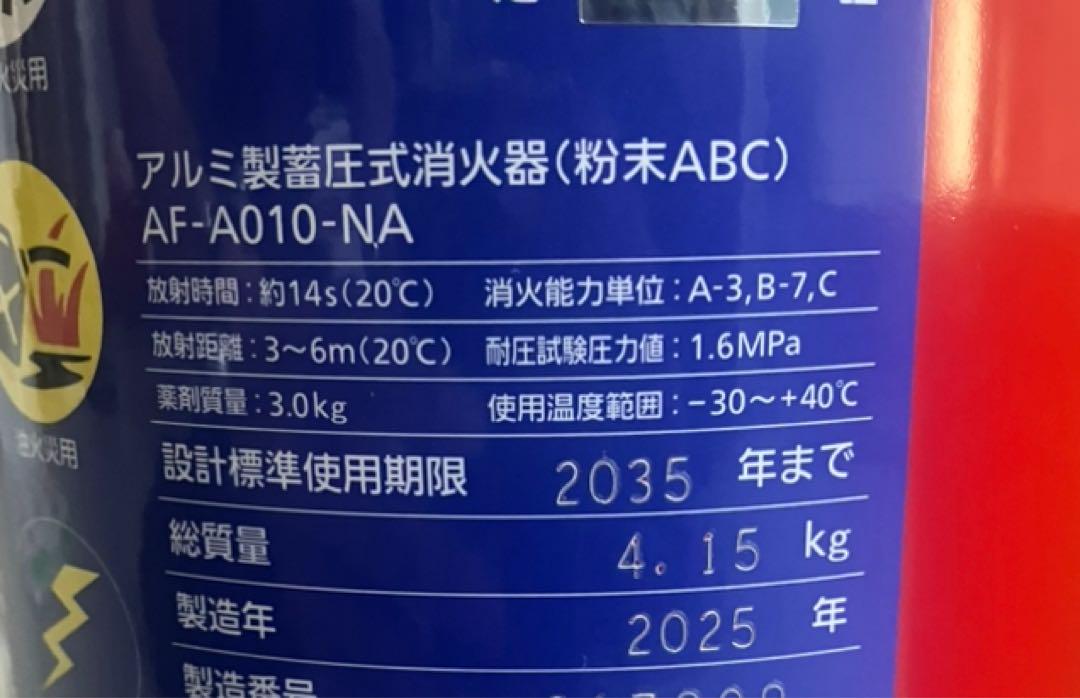 火災用
アルミ製蓄圧式消火器(粉末ABC)
AF-A010-NA
放射時間:約14s(20℃) 消火能力単位:A-3,B-7,C
放射距離:3〜6m(20℃) 耐圧試験圧力値:1.6MPa
薬剤質量:3.0kg 使用温度範囲:−30〜+40℃
火災用
設計標準使用期限 2035 年まで
総質量 4.15 kg
製造年 2025 年
製造番号